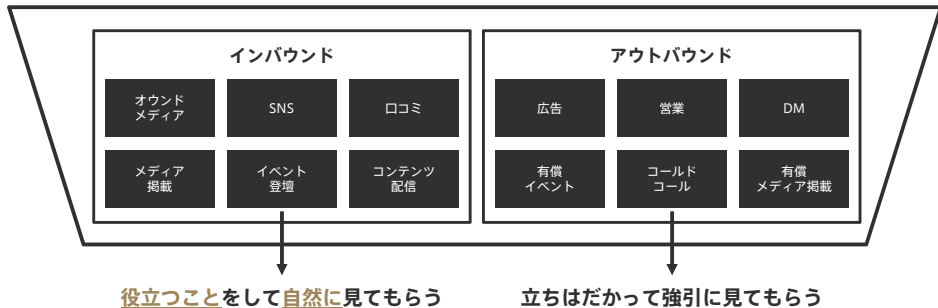 インバウンド
オウンド
メディア
SNS
口コミ
メディア
掲載
イベント
登壇
コンテンツ
配信
アウトバウンド
広告
営業
DM
有償
イベント
コールド
コール
有償
メディア掲載
役立つことをして自然に見てもらう
立ちはだかって強引に見てもらう